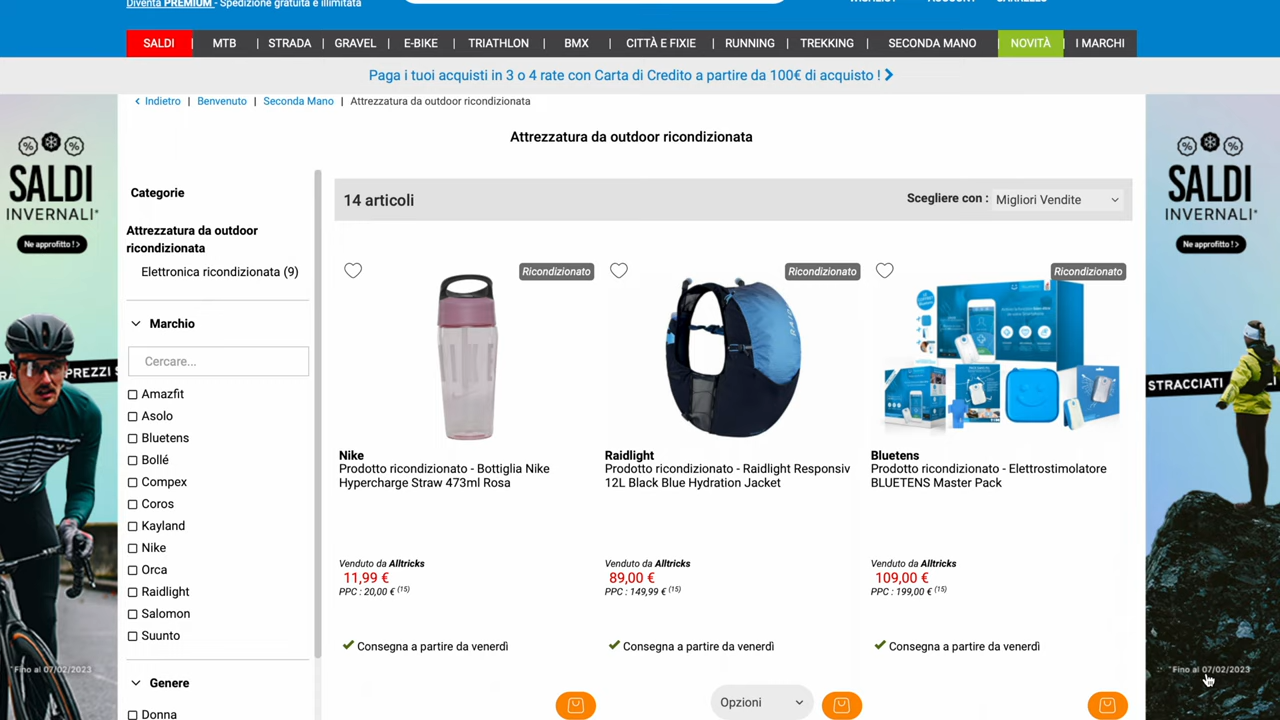 Diventa PREMIUM - Spedizione gratuita e illimitata
SALDI | MTB | STRADA | GRAVEL | E-BIKE | TRIATHLON | BMX | CITTÀ E FIXIE | RUNNING | TREKKING | SECONDA MANO | NOVITÀ | I MARCHI
Paga i tuoi acquisti in 3 o 4 rate con Carta di Credito a partire da 100€ di acquisto !
Indietro | Benvenuto | Seconda Mano | Attrezzatura da outdoor ricondizionata
Attrezzatura da outdoor ricondizionata
SALDI
INVERNALI*
Ne approfitto ! >
PREZZI
*Fino al 07/02/2023
Categorie
Attrezzatura da outdoor
ricondizionata
Elettronica ricondizionata (9)
Marchio
Cercare...
Amazfit
Asolo
Bluetens
Bollé
Compex
Coros
Kayland
Nike
Orca
Raidlight
Salomon
Suunto
Genere
Donna
14 articoli
Scegliere con : Migliori Vendite
Ricondizionato
Nike
Prodotto ricondizionato - Bottiglia Nike
Hypercharge Straw 473ml Rosa
Venduto da Alltricks
11,99 €
PPC : 20,00 € (15)
Consegna a partire da venerdì
Ricondizionato
Raidlight
Prodotto ricondizionato - Raidlight Responsiv
12L Black Blue Hydration Jacket
Venduto da Alltricks
89,00 €
PPC : 149,99 € (15)
Consegna a partire da venerdì
Opzioni
Ricondizionato
Bluetens
Prodotto ricondizionato - Elettrostimolatore
BLUETENS Master Pack
Venduto da Alltricks
109,00 €
PPC : 199,00 € (15)
Consegna a partire da venerdì
SALDI
INVERNALI*
Ne approfitto ! >
STRACCIATI
*Fino al 07/02/2023